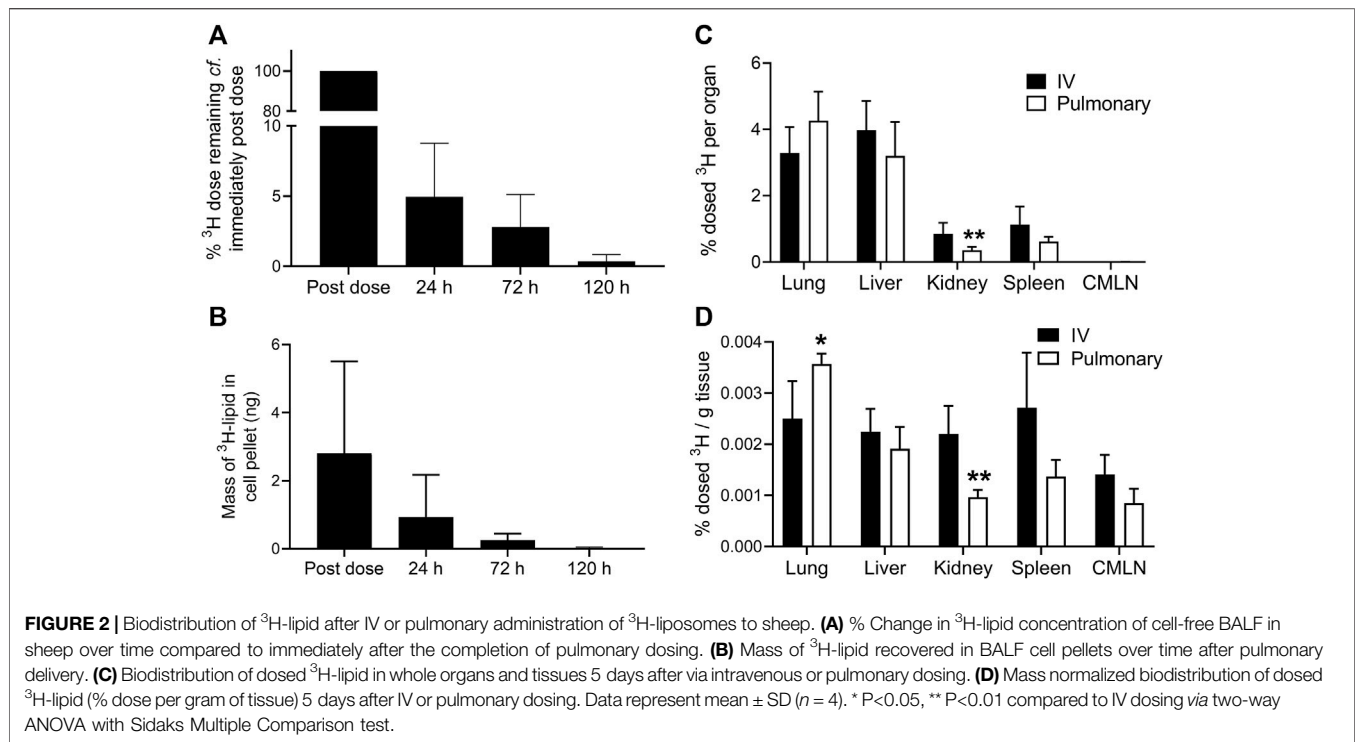 A
% ³H dose remaining cf.
immediately post dose
100
80
10
5
0
Post dose 24 h 72 h 120 h
B
Mass of ³H-lipid in
cell pellet (ng)
6
4
2
0
Post dose 24 h 72 h 120 h
C
% dosed ³H per organ
6
4
2
0
IV
Pulmonary
**
Lung Liver Kidney Spleen CMLN
D
% dosed ³H / g tissue
0.004
0.003
0.002
0.001
0.000
IV
Pulmonary
*
**
Lung Liver Kidney Spleen CMLN
FIGURE 2 | Biodistribution of ³H-lipid after IV or pulmonary administration of ³H-liposomes to sheep. (A) % Change in ³H-lipid concentration of cell-free BALF in
sheep over time compared to immediately after the completion of pulmonary dosing. (B) Mass of ³H-lipid recovered in BALF cell pellets over time after pulmonary
delivery. (C) Biodistribution of dosed ³H-lipid in whole organs and tissues 5 days after via intravenous or pulmonary dosing. (D) Mass normalized biodistribution of dosed
³H-lipid (% dose per gram of tissue) 5 days after IV or pulmonary dosing. Data represent mean ± SD (n = 4). * P<0.05, ** P<0.01 compared to IV dosing via two-way
ANOVA with Sidaks Multiple Comparison test.